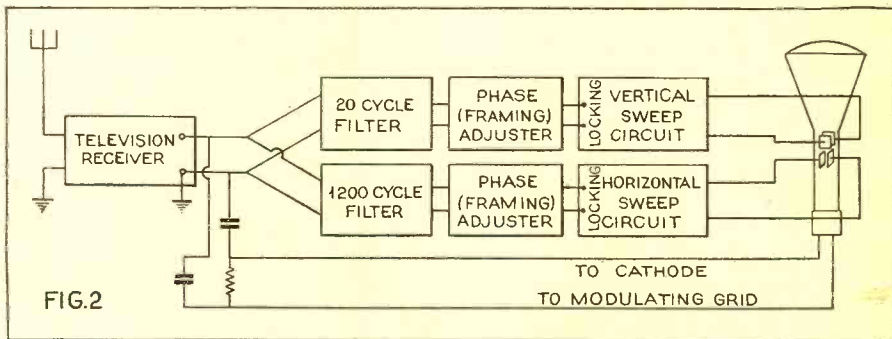 TELEVISION
RECEIVER
20 CYCLE
FILTER
PHASE
(FRAMING)
ADJUSTER
LOCKING
VERTICAL
SWEEP
CIRCUIT
1200 CYCLE
FILTER
PHASE
(FRAMING)
ADJUSTER
LOCKING
HORIZONTAL
SWEEP
CIRCUIT
TO CATHODE
TO MODULATING GRID
FIG.2